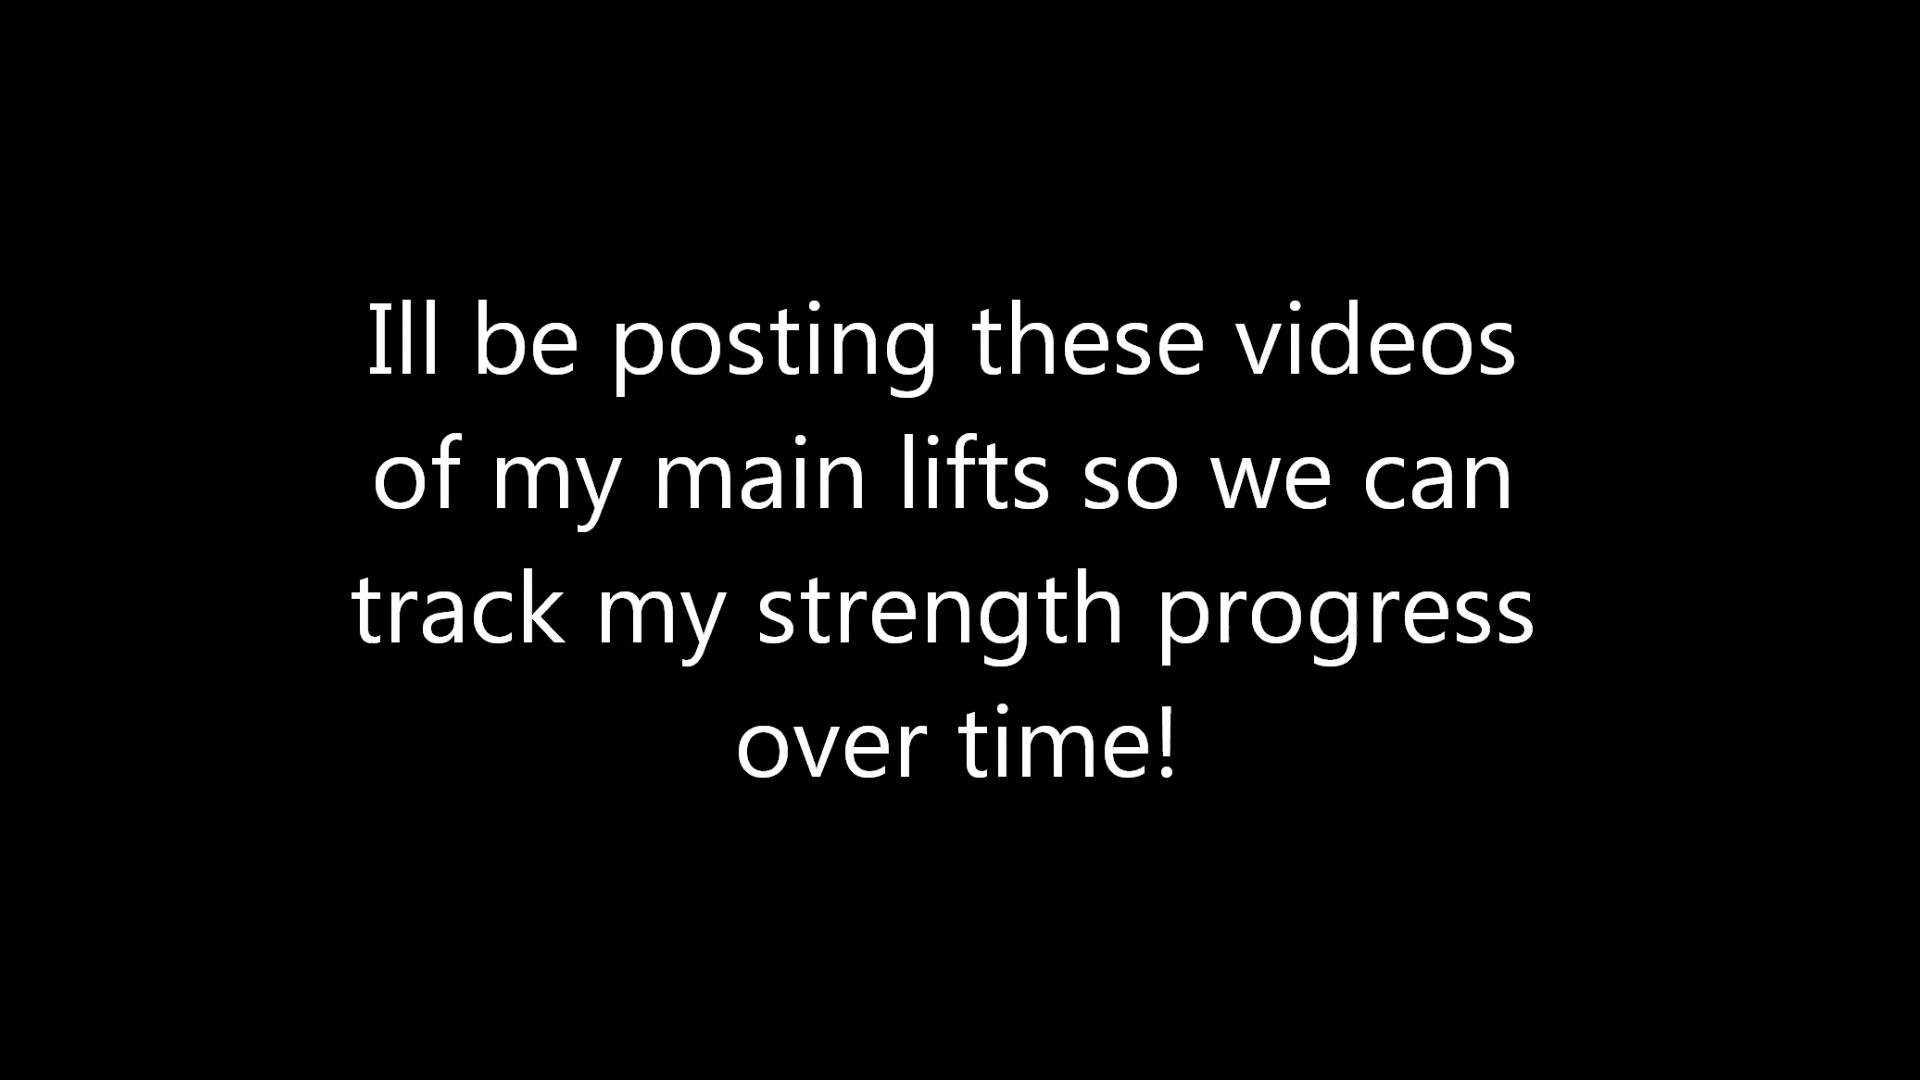 Ill be posting these videos
of my main lifts so we can
track my strength progress
over time!